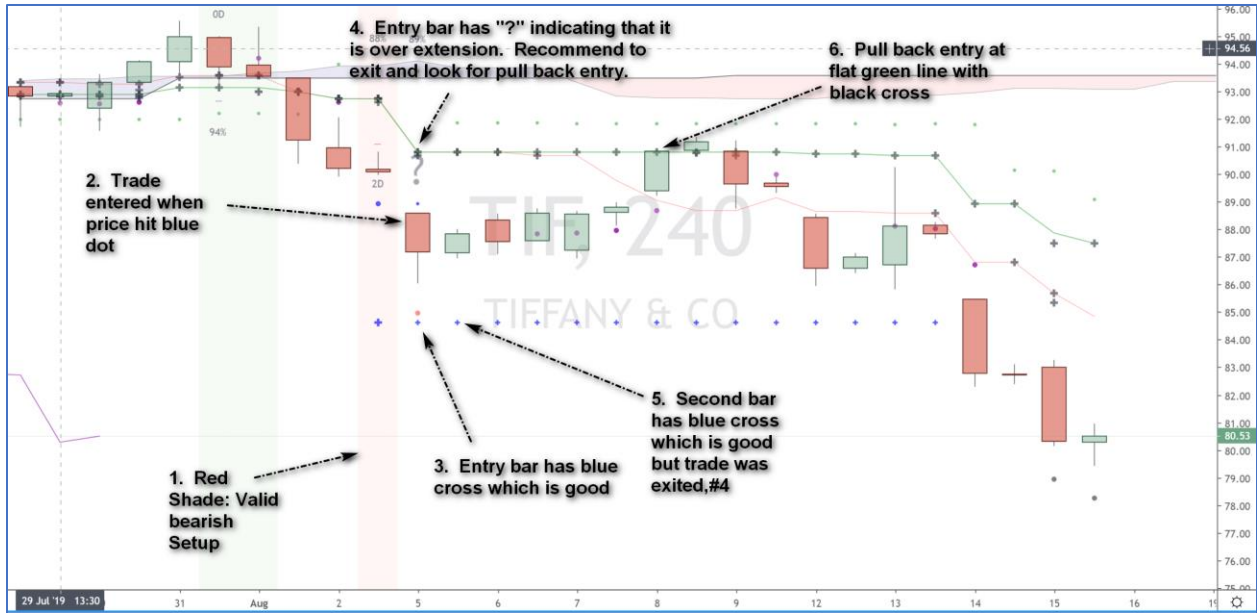 0D
88%
89%
94%
2D
4. Entry bar has "?" indicating that it
is over extension. Recommend to
exit and look for pull back entry.
6. Pull back entry at
flat green line with
black cross
2. Trade
entered when
price hit blue
dot
?
TIF, 240
TIFFANY & CO
5. Second bar
has blue cross
which is good
but trade was
exited,#4
3. Entry bar has blue
cross which is good
1. Red
Shade: Valid
bearish
Setup
96.00
95.00
94.56
94.00
93.00
92.00
91.00
90.00
89.00
88.00
87.00
86.00
85.00
84.00
83.00
82.00
81.00
80.53
80.00
79.00
78.00
77.00
76.00
75.00
29 Jul '19 13:30
31
Aug
2
5
6
7
8
9
12
13
14
15
16